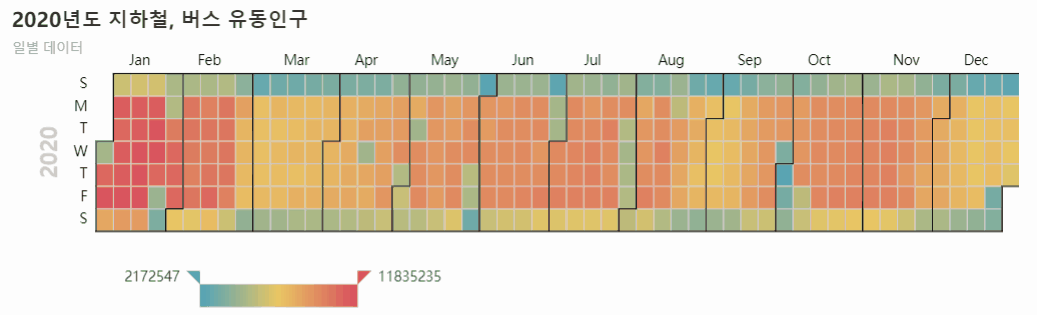 2020년도 지하철, 버스 유동인구
일별 데이터
Jan Feb Mar Apr May Jun Jul Aug Sep Oct Nov Dec
S
M
T
W
T
F
S
2020
2172547 11835235